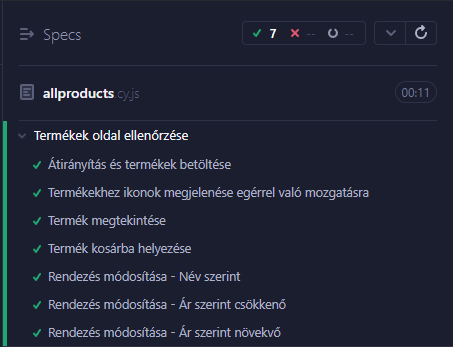 Specs
7 -- --
allproducts.cy.js 00:11
Termékek oldal ellenőrzése
Átirányítás és termékek betöltése
Termékekhez ikonok megjelenése egérrel való mozgatásra
Termék megtekintése
Termék kosárba helyezése
Rendezés módosítása - Név szerint
Rendezés módosítása - Ár szerint csökkenő
Rendezés módosítása - Ár szerint növekvő